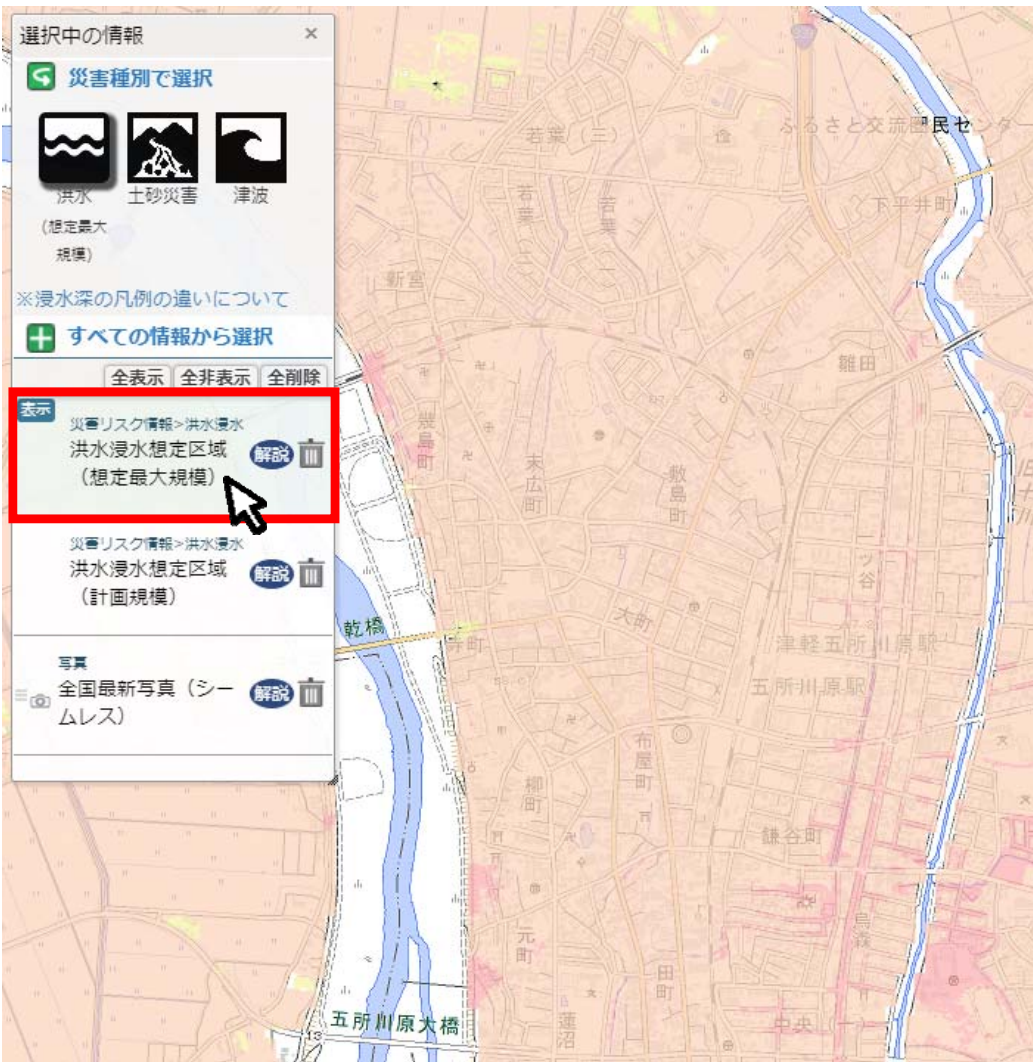 選択中の情報 ×
災害種別で選択
洪水
(想定最大
規模)
土砂災害
津波
※浸水深の凡例の違いについて
すべての情報から選択
全表示 全非表示 全削除
表示
災害リスク情報>洪水浸水
洪水浸水想定区域
（想定最大規模）
解説
災害リスク情報>洪水浸水
洪水浸水想定区域
（計画規模）
解説
写真
全国最新写真（シー
ムレス）
解説
若葉（三）
ふるさと交流圏民センター
下平井町
若葉
若葉
新宮
雛田
幾島町
末広町
敷島町
一ツ谷
大町
乾橋
寺町
津軽五所川原駅
五所川原駅
布屋町
柳町
鎌谷町
元町
田町
蓮沼
中央（一）
五所川原大橋
13